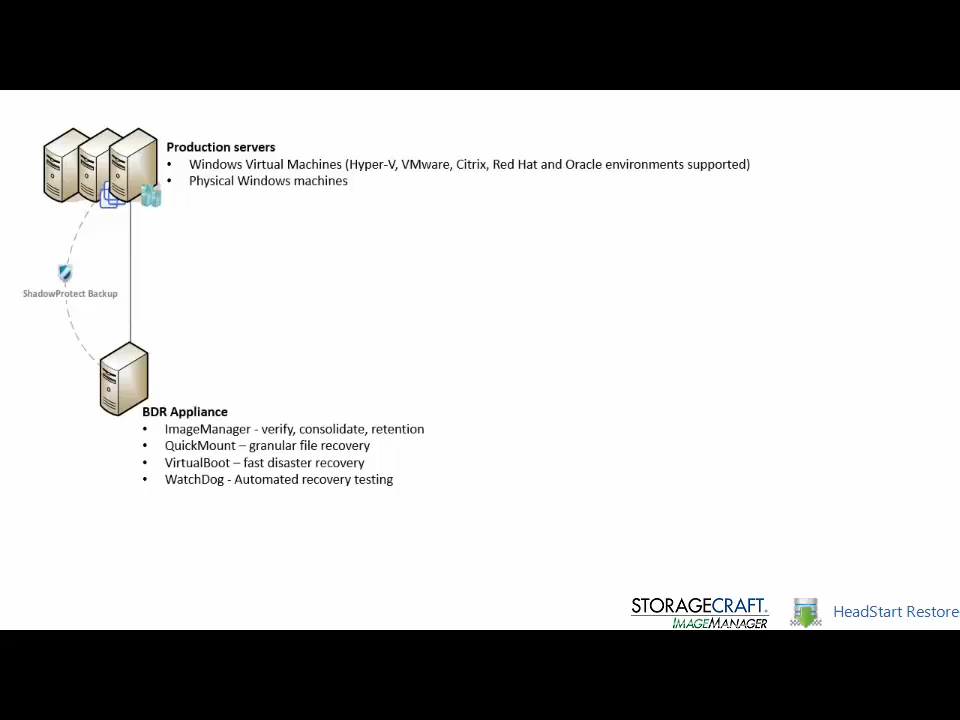 Production servers
• Windows Virtual Machines (Hyper-V, VMware, Citrix, Red Hat and Oracle environments supported)
• Physical Windows machines
ShadowProtect Backup
BDR Appliance
• ImageManager - verify, consolidate, retention
• QuickMount – granular file recovery
• VirtualBoot – fast disaster recovery
• WatchDog - Automated recovery testing
STORAGECRAFT.
IMAGEMANAGER
HeadStart Restore